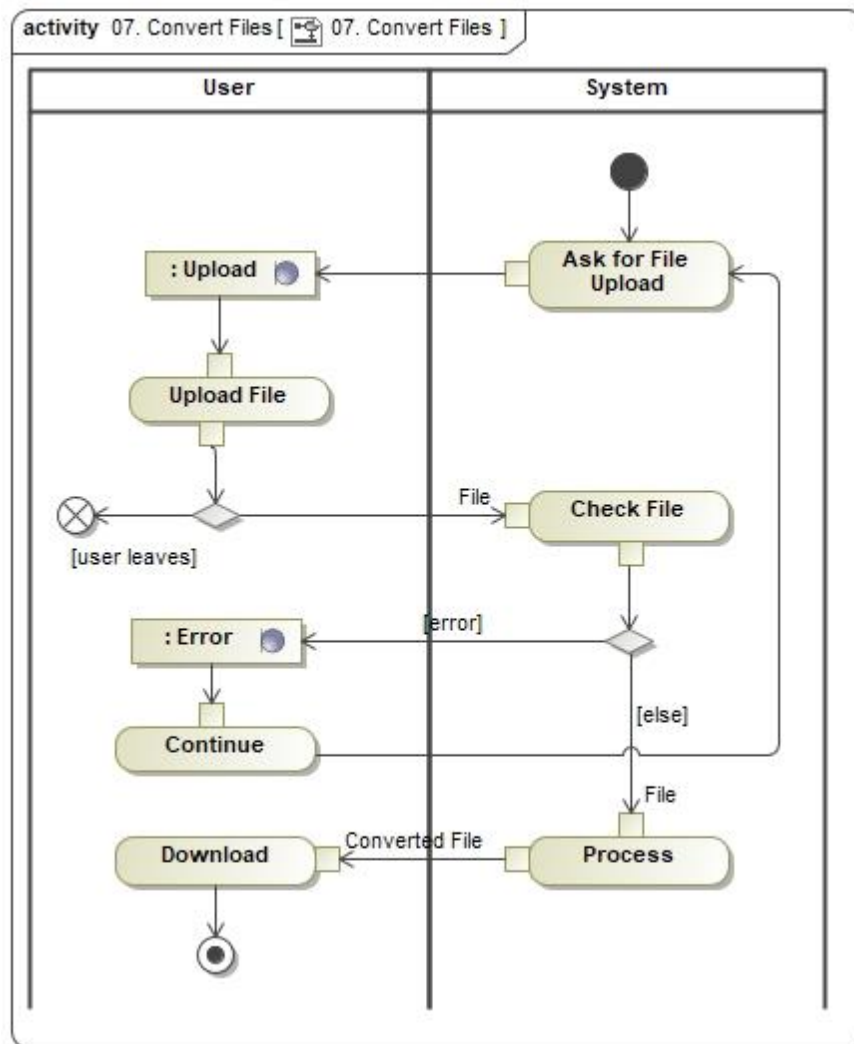 activity 07. Convert Files [ 07. Convert Files ]
User
System
Ask for File
Upload
: Upload
Upload File
File
Check File
[user leaves]
: Error
[error]
[else]
Continue
File
Download
Converted File
Process